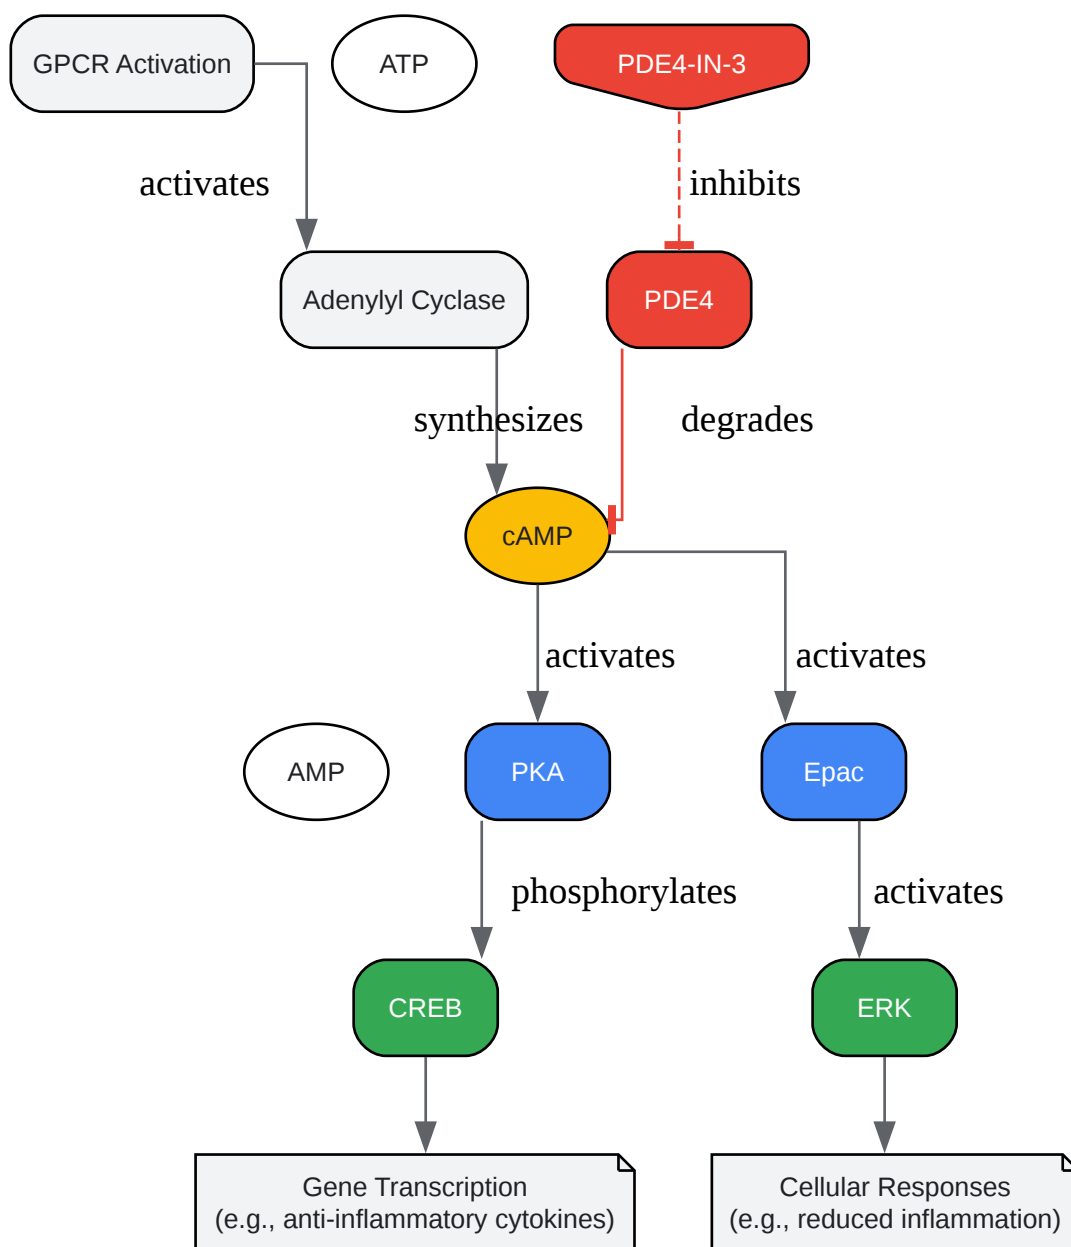 GPCR Activation
ATP
PDE4-IN-3
activates
inhibits
Adenylyl Cyclase
PDE4
synthesizes
degrades
cAMP
activates
activates
AMP
PKA
Epac
phosphorylates
activates
CREB
ERK
Gene Transcription
(e.g., anti-inflammatory cytokines)
Cellular Responses
(e.g., reduced inflammation)